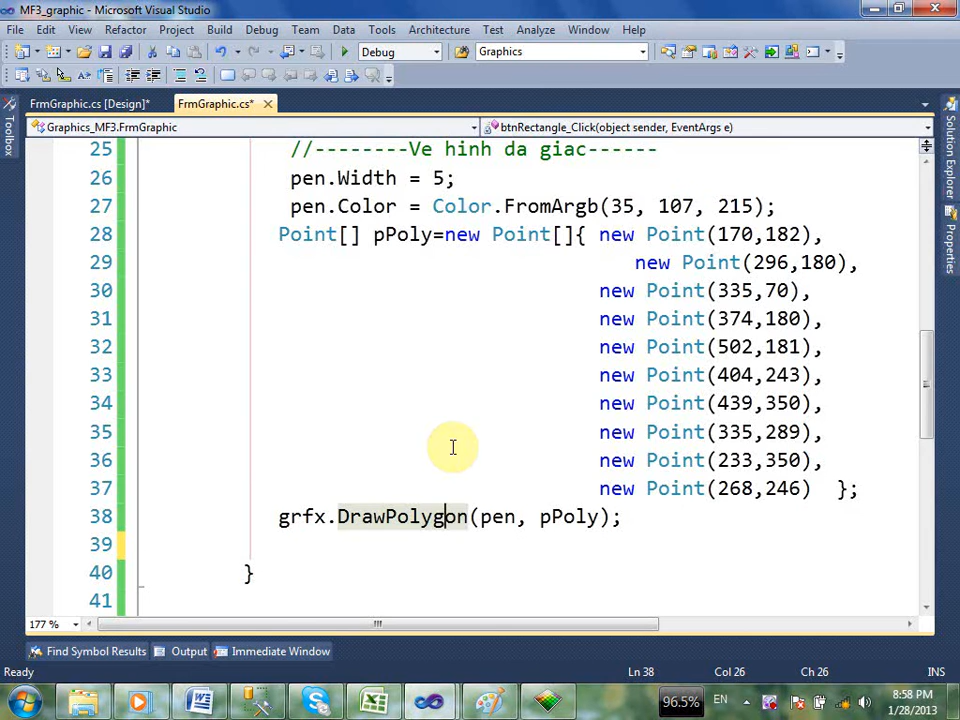 MF3_graphic - Microsoft Visual Studio
File Edit View Refactor Project Build Debug Team Data Tools Architecture Test Analyze Window Help
Debug Graphics
FrmGraphic.cs [Design]* FrmGraphic.cs*
Graphics_MF3.FrmGraphic btnRectangle_Click(object sender, EventArgs e)
Toolbox
Solution Explorer
Properties
25 //--------Ve hinh da giac------
26 pen.Width = 5;
27 pen.Color = Color.FromArgb(35, 107, 215);
28 Point[] pPoly=new Point[]{ new Point(170,182),
29 new Point(296,180),
30 new Point(335,70),
31 new Point(374,180),
32 new Point(502,181),
33 new Point(404,243),
34 new Point(439,350),
35 new Point(335,289),
36 new Point(233,350),
37 new Point(268,246) };
38 grfx.DrawPolygon(pen, pPoly);
39
40 }
41
177 %
Find Symbol Results Output Immediate Window
Ready Ln 38 Col 26 Ch 26 INS
96.5% EN 8:58 PM
1/28/2013